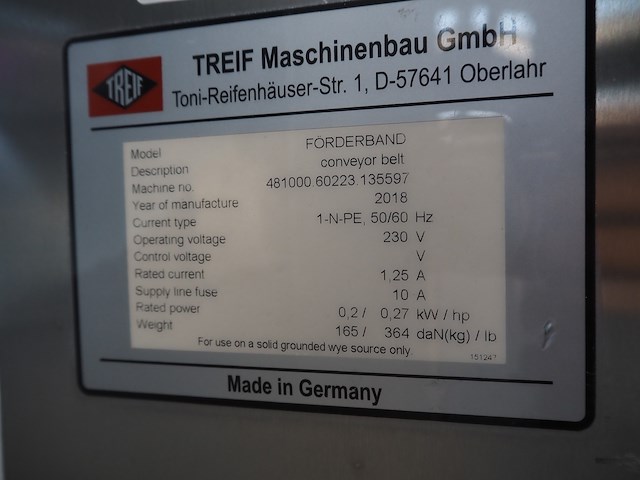 TREIF
TREIF Maschinenbau GmbH
Toni-Reifenhäuser-Str. 1, D-57641 Oberlahr
Model FÖRDERBAND
Description conveyor belt
Machine no. 481000.60223.135597
Year of manufacture 2018
Current type 1-N-PE, 50/60 Hz
Operating voltage 230 V
Control voltage V
Rated current 1,25 A
Supply line fuse 10 A
Rated power 0,2 / 0,27 kW / hp
Weight 165 / 364 daN(kg) / lb
For use on a solid grounded wye source only
151247
Made in Germany